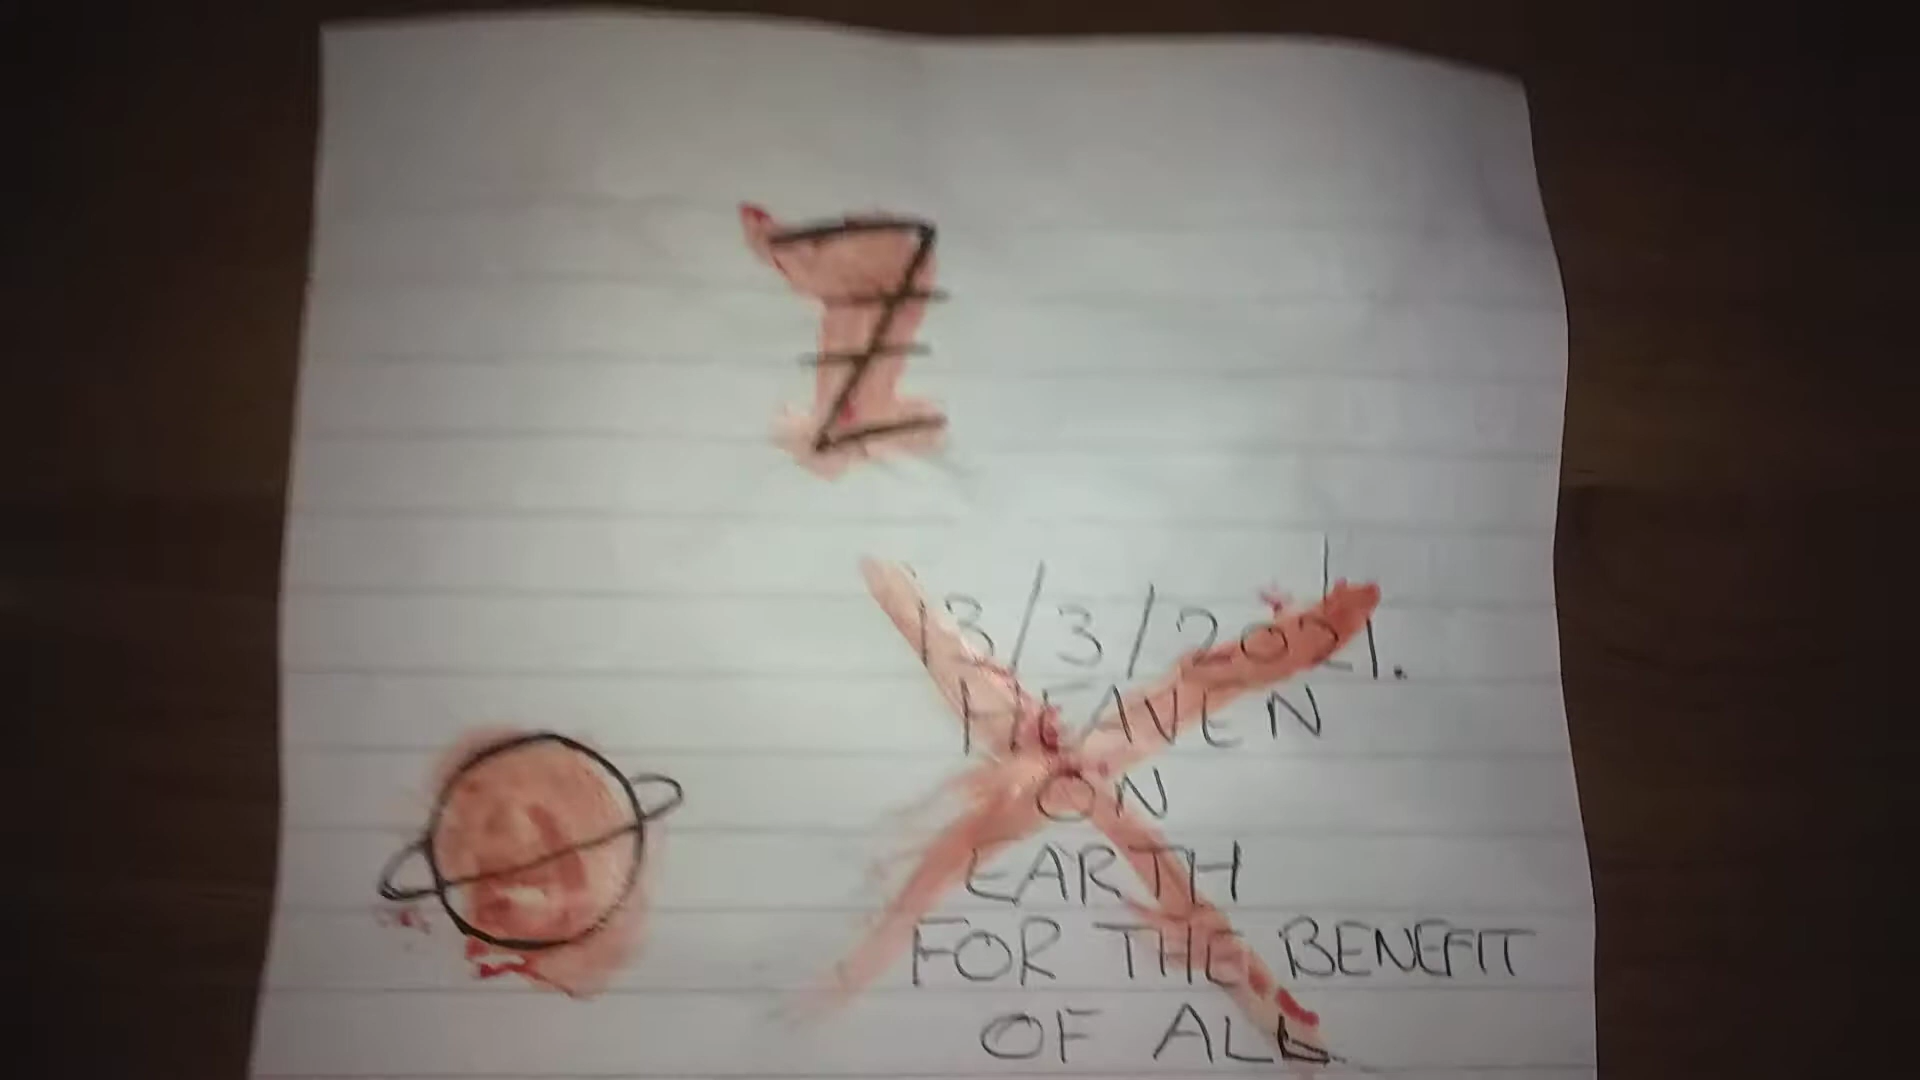 Z
13/3/2021.
HEAVEN
ON
EARTH
FOR THE BENEFIT
OF ALL